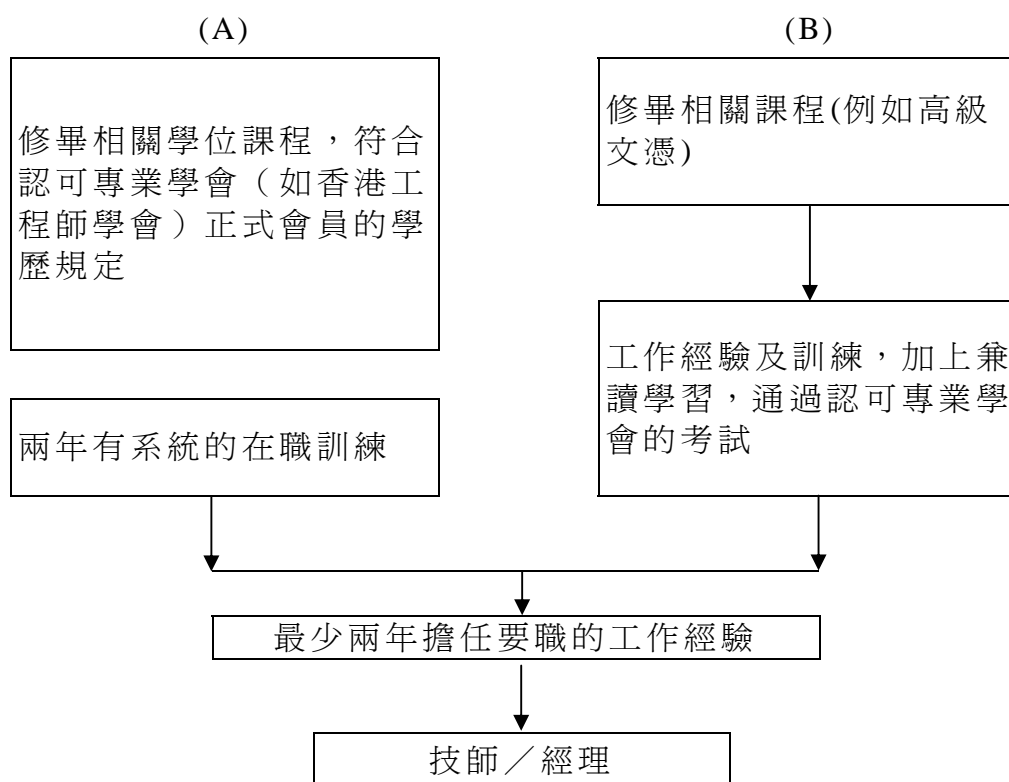 (A)
修畢相關學位課程，符合
認可專業學會（如香港工
程師學會）正式會員的學
歷規定
兩年有系統的在職訓練
(B)
修畢相關課程(例如高級
文憑)
工作經驗及訓練，加上兼
讀學習，通過認可專業學
會的考試
最少兩年擔任要職的工作經驗
技師／經理